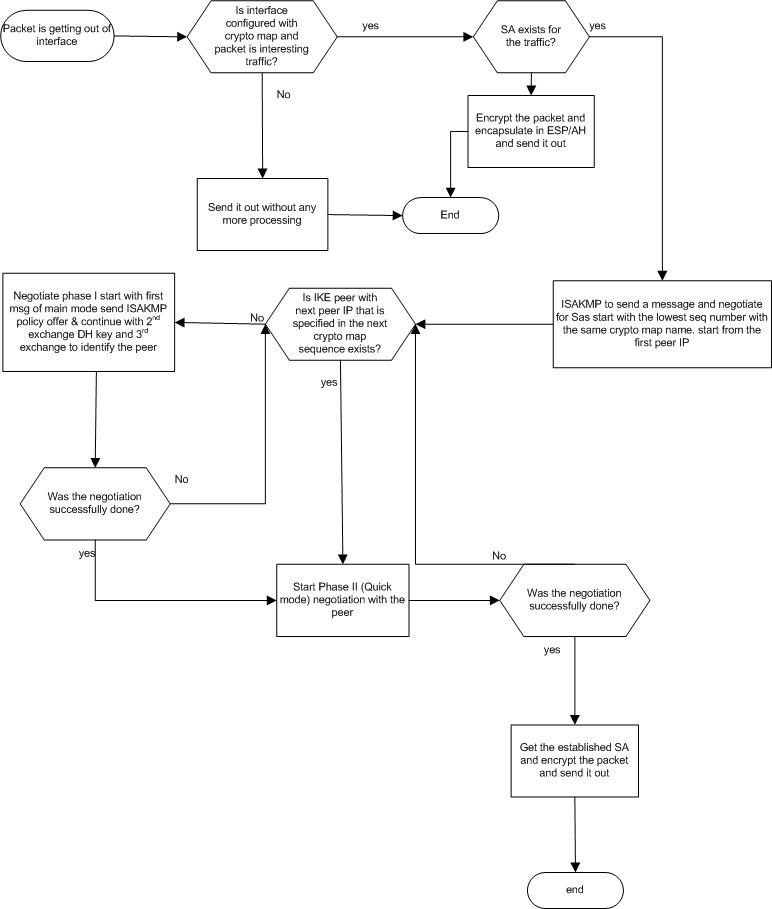 Packet is getting out of
interface
Is interface
configured with
crypto map and
packet is interesting
traffic?
yes
SA exists for
the traffic?
yes
No
Encrypt the packet and
encapsulate in ESP/AH
and send it out
Send it out without any
more processing
End
Negotiate phase I start with first
msg of main mode send ISAKMP
policy offer & continue with 2nd
exchange DH key and 3rd
exchange to identify the peer
No
Is IKE peer with
next peer IP that is
specified in the next
crypto map
sequence exists?
ISAKMP to send a message and negotiate
for Sas start with the lowest seq number with
the same crypto map name. start from the
first peer IP
yes
No
Was the negotiation
successfully done?
yes
No
Start Phase II (Quick
mode) negotiation with the
peer
Was the negotiation
successfully done?
yes
Get the established SA
and encrypt the packet
and send it out
end